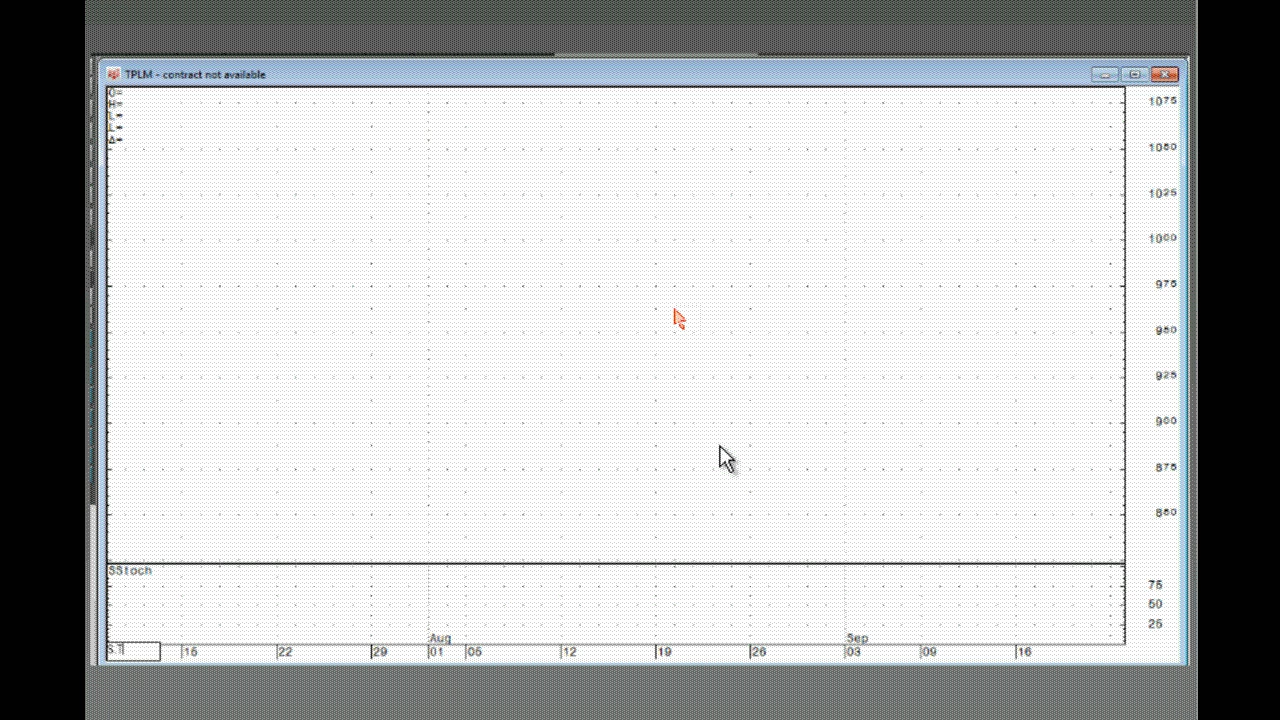 TPLM - contract not available
O=
H=
L=
L=
Δ=
1075
1050
1025
1000
975
950
925
900
875
850
SStoch
75
50
25
Aug
Sep
S.T
16
22
29
01
05
12
19
26
03
09
16